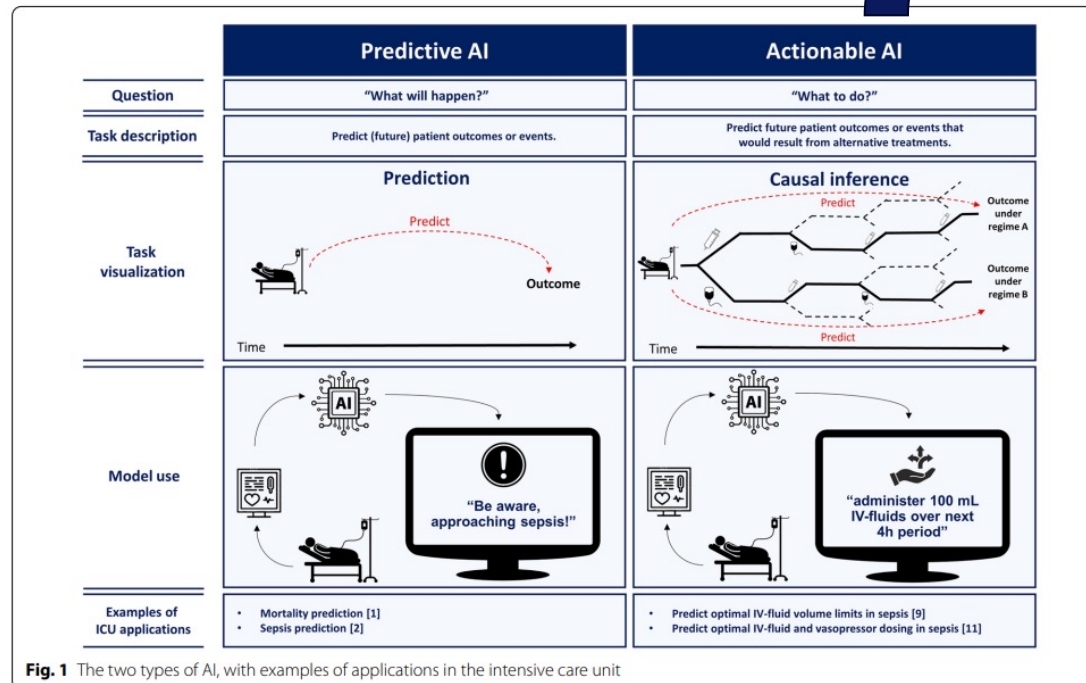 Predictive AI
Actionable AI
Question
“What will happen?”
“What to do?”
Task description
Predict (future) patient outcomes or events.
Predict future patient outcomes or events that
would result from alternative treatments.
Task
visualization
Prediction
Predict
Outcome
Time
Causal inference
Predict
Outcome
under
regime A
Outcome
under
regime B
Predict
Time
Model use
AI
“Be aware,
approaching sepsis!”
AI
“administer 100 mL
IV-fluids over next
4h period”
Examples of
ICU applications
• Mortality prediction [1]
• Sepsis prediction [2]
• Predict optimal IV-fluid volume limits in sepsis [9]
• Predict optimal IV-fluid and vasopressor dosing in sepsis [11]
Fig. 1 The two types of AI, with examples of applications in the intensive care unit